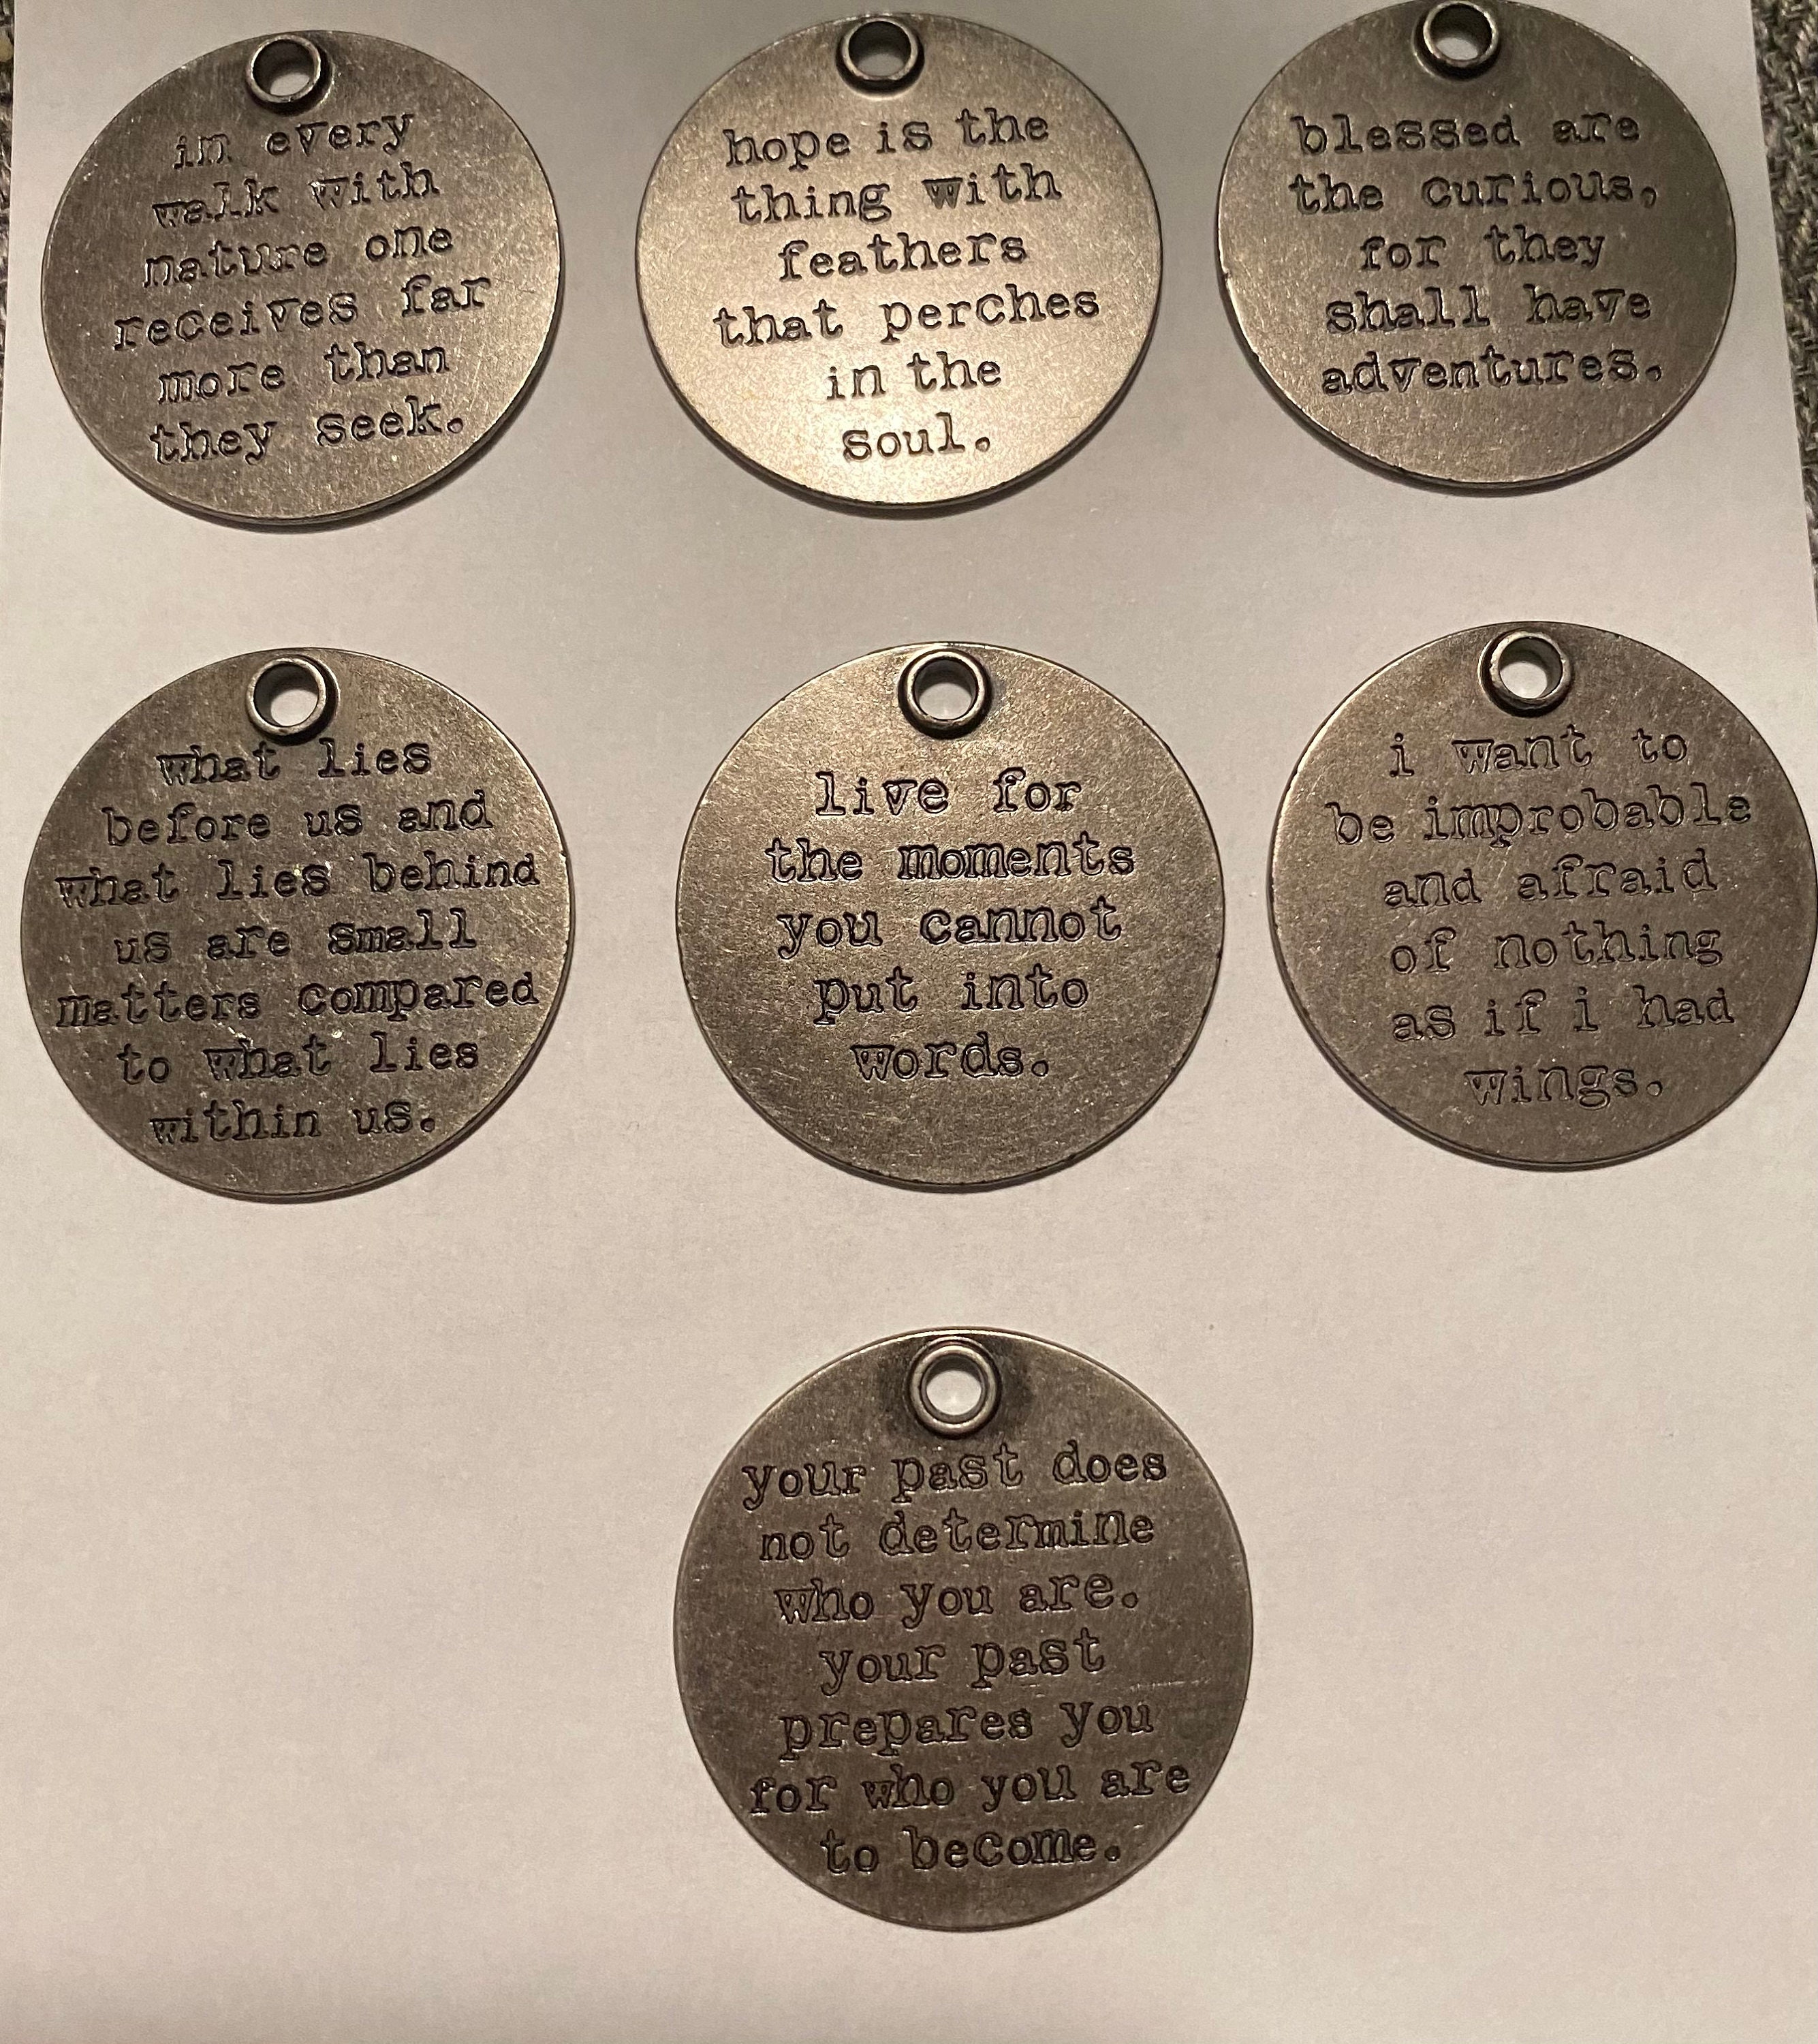 in every
walk with
nature one
receives far
more than
they seek.
hope is the
thing with
feathers
that perches
in the
soul.
blessed are
the curious,
for they
shall have
adventures.
what lies
before us and
what lies behind
us are small
matters compared
to what lies
within us.
live for
the moments
you cannot
put into
words.
i want to
be improbable
and afraid
of nothing
as if i had
wings.
your past does
not determine
who you are.
your past
prepares you
for who you are
to become.